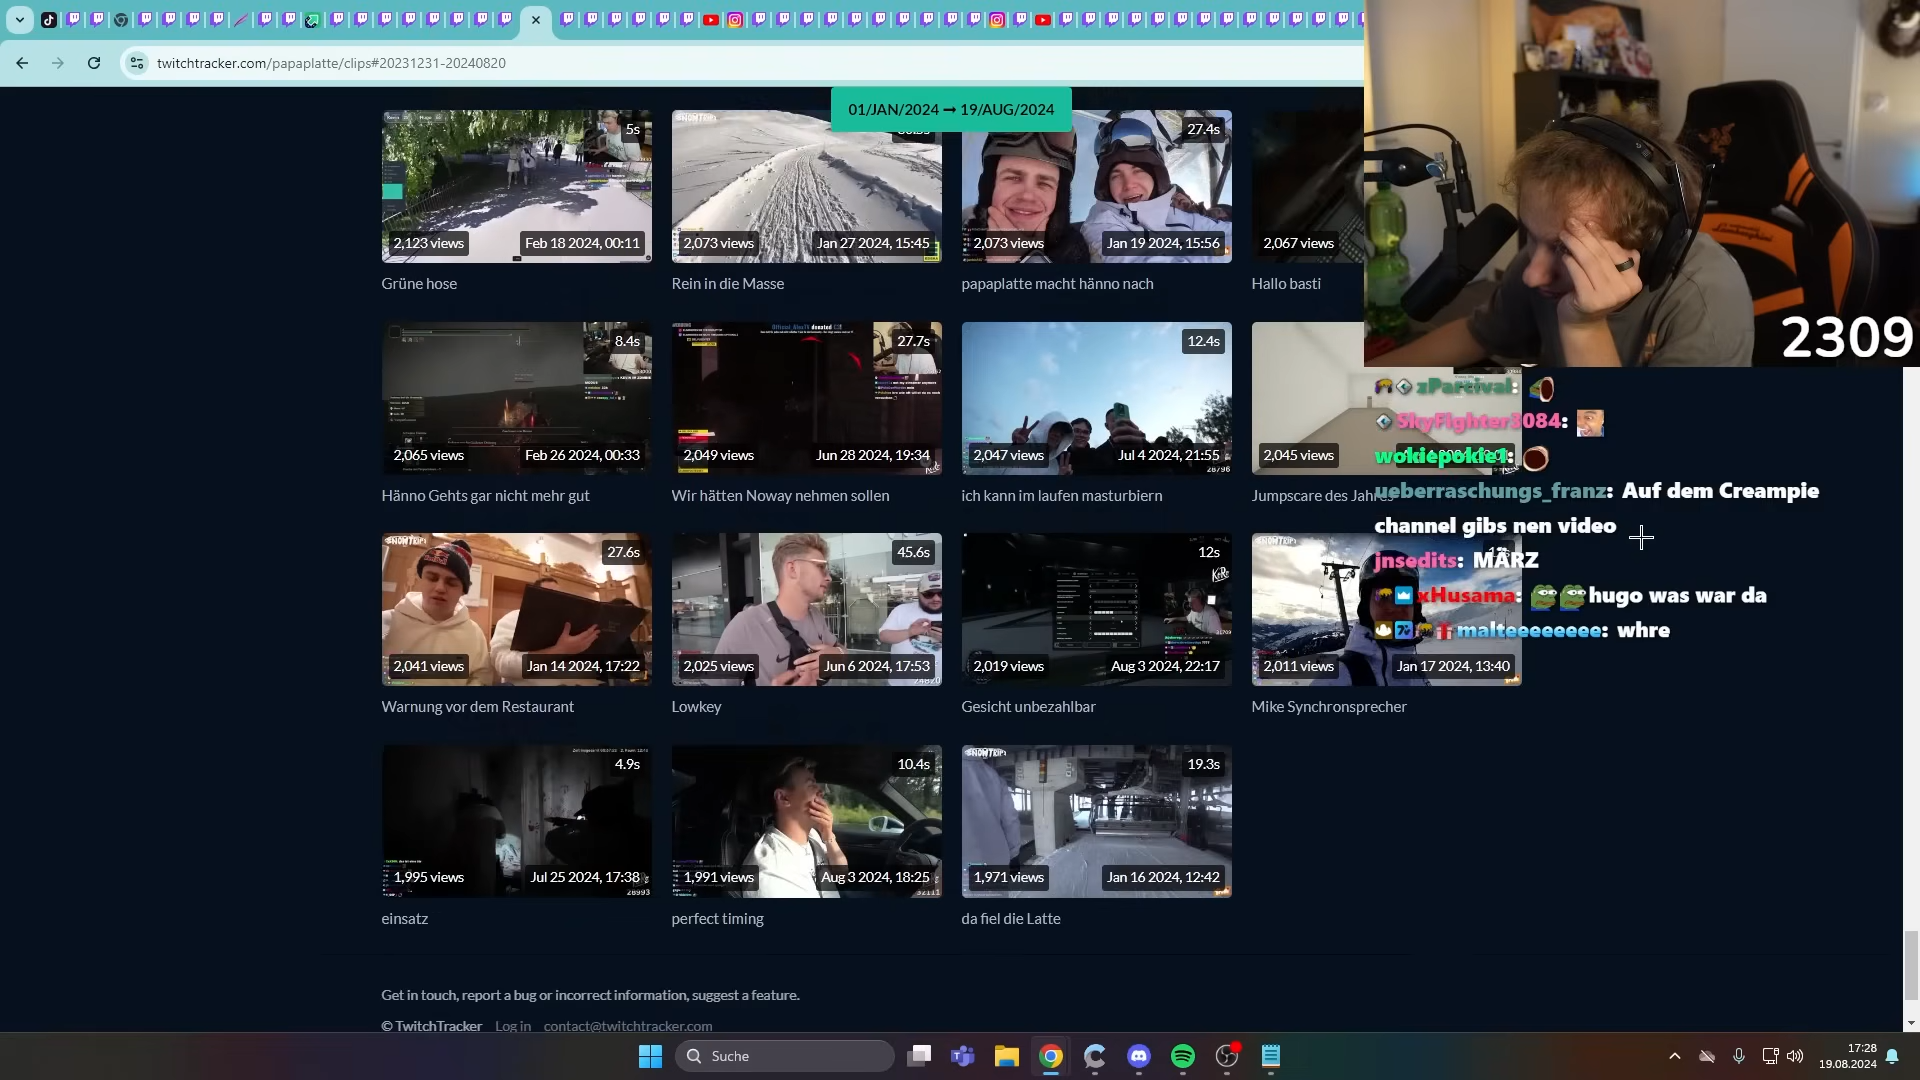 twitchtracker.com/papaplatte/clips#20231231-20240820
01/JAN/2024 → 19/AUG/2024
5s
27.4s
2,123 views
Feb 18 2024, 00:11
2,073 views
Jan 27 2024, 15:45
2,073 views
Jan 19 2024, 15:56
2,067 views
Grüne hose
Rein in die Masse
papaplatte macht hänno nach
Hallo basti
2309
8.4s
27.7s
12.4s
zParcival:
SkyFighter3084:
wokiepokie1:
2,065 views
Feb 26 2024, 00:33
2,049 views
Jun 28 2024, 19:34
2,047 views
Jul 4 2024, 21:55
2,045 views
Hänno Gehts gar nicht mehr gut
Wir hätten Noway nehmen sollen
ich kann im laufen masturbiern
Jumpscare des Jahres
ueberraschungs_franz: Auf dem Creampie
channel gibs nen video
jnsedits: MÄRZ
xHusama: hugo was war da
malteeeeeeee: whre
SNOWTRIP
27.6s
45.6s
12s
2,041 views
Jan 14 2024, 17:22
2,025 views
Jun 6 2024, 17:53
2,019 views
Aug 3 2024, 22:17
2,011 views
Jan 17 2024, 13:40
Warnung vor dem Restaurant
Lowkey
Gesicht unbezahlbar
Mike Synchronsprecher
4.9s
10.4s
19.3s
1,995 views
Jul 25 2024, 17:38
1,991 views
Aug 3 2024, 18:25
1,971 views
Jan 16 2024, 12:42
einsatz
perfect timing
da fiel die Latte
Get in touch, report a bug or incorrect information, suggest a feature.
© TwitchTracker Log in contact@twitchtracker.com
Suche
17:28
19.08.2024